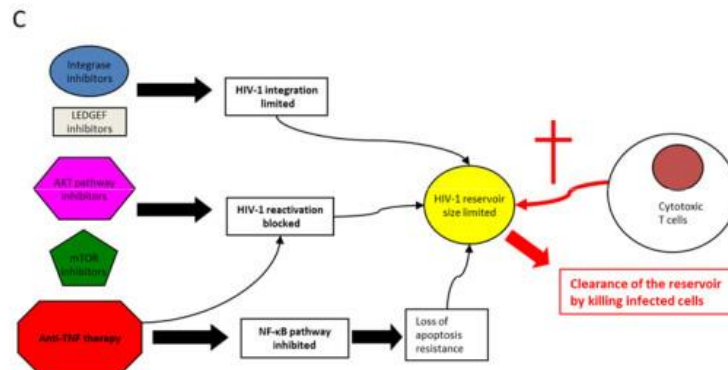 C
Integrase
inhibitors
LEDGEF
inhibitors
HIV-1 integration
limited
AKT pathway
inhibitors
HIV-1 reactivation
blocked
mTOR
inhibitors
Anti-TNF therapy
NF-κB pathway
inhibited
Loss of
apoptosis
resistance
HIV-1 reservoir
size limited
Cytotoxic
T cells
Clearance of the reservoir
by killing infected cells